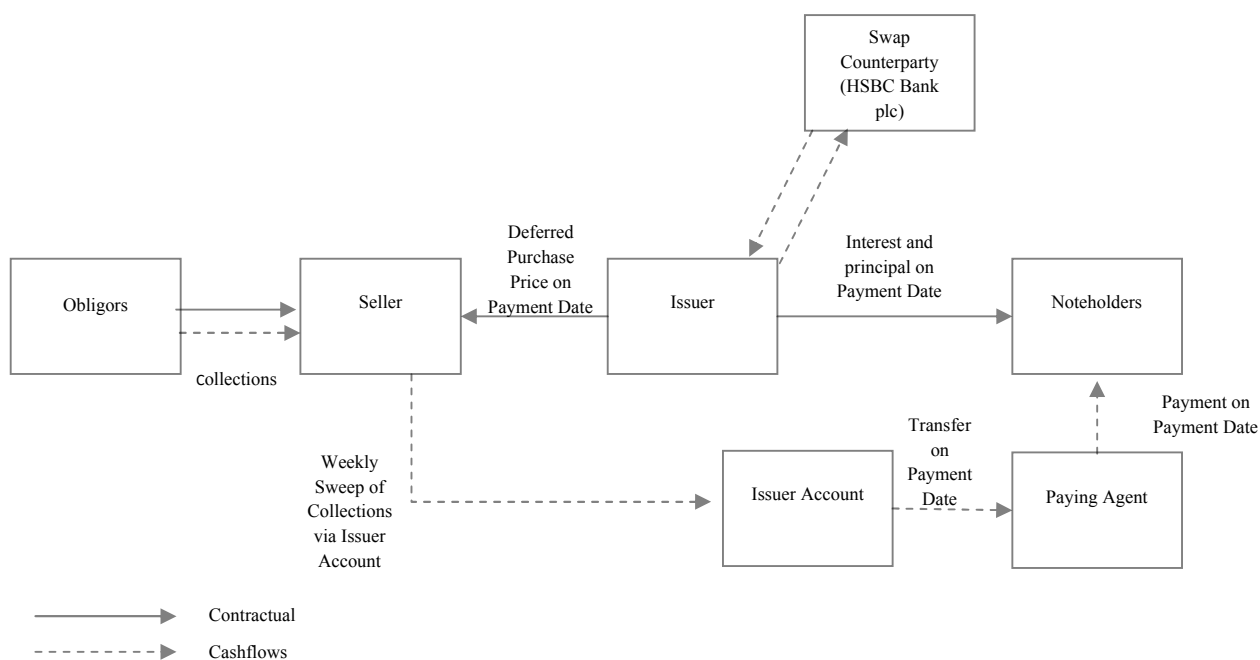 Swap
Counterparty
(HSBC Bank
plc)
Deferred
Purchase
Price on
Payment Date
Interest and
principal on
Payment Date
Obligors
Seller
Issuer
Noteholders
Collections
Payment on
Payment Date
Transfer
on
Payment
Date
Weekly
Sweep of
Collections
via Issuer
Account
Issuer Account
Paying Agent
Contractual
Cashflows